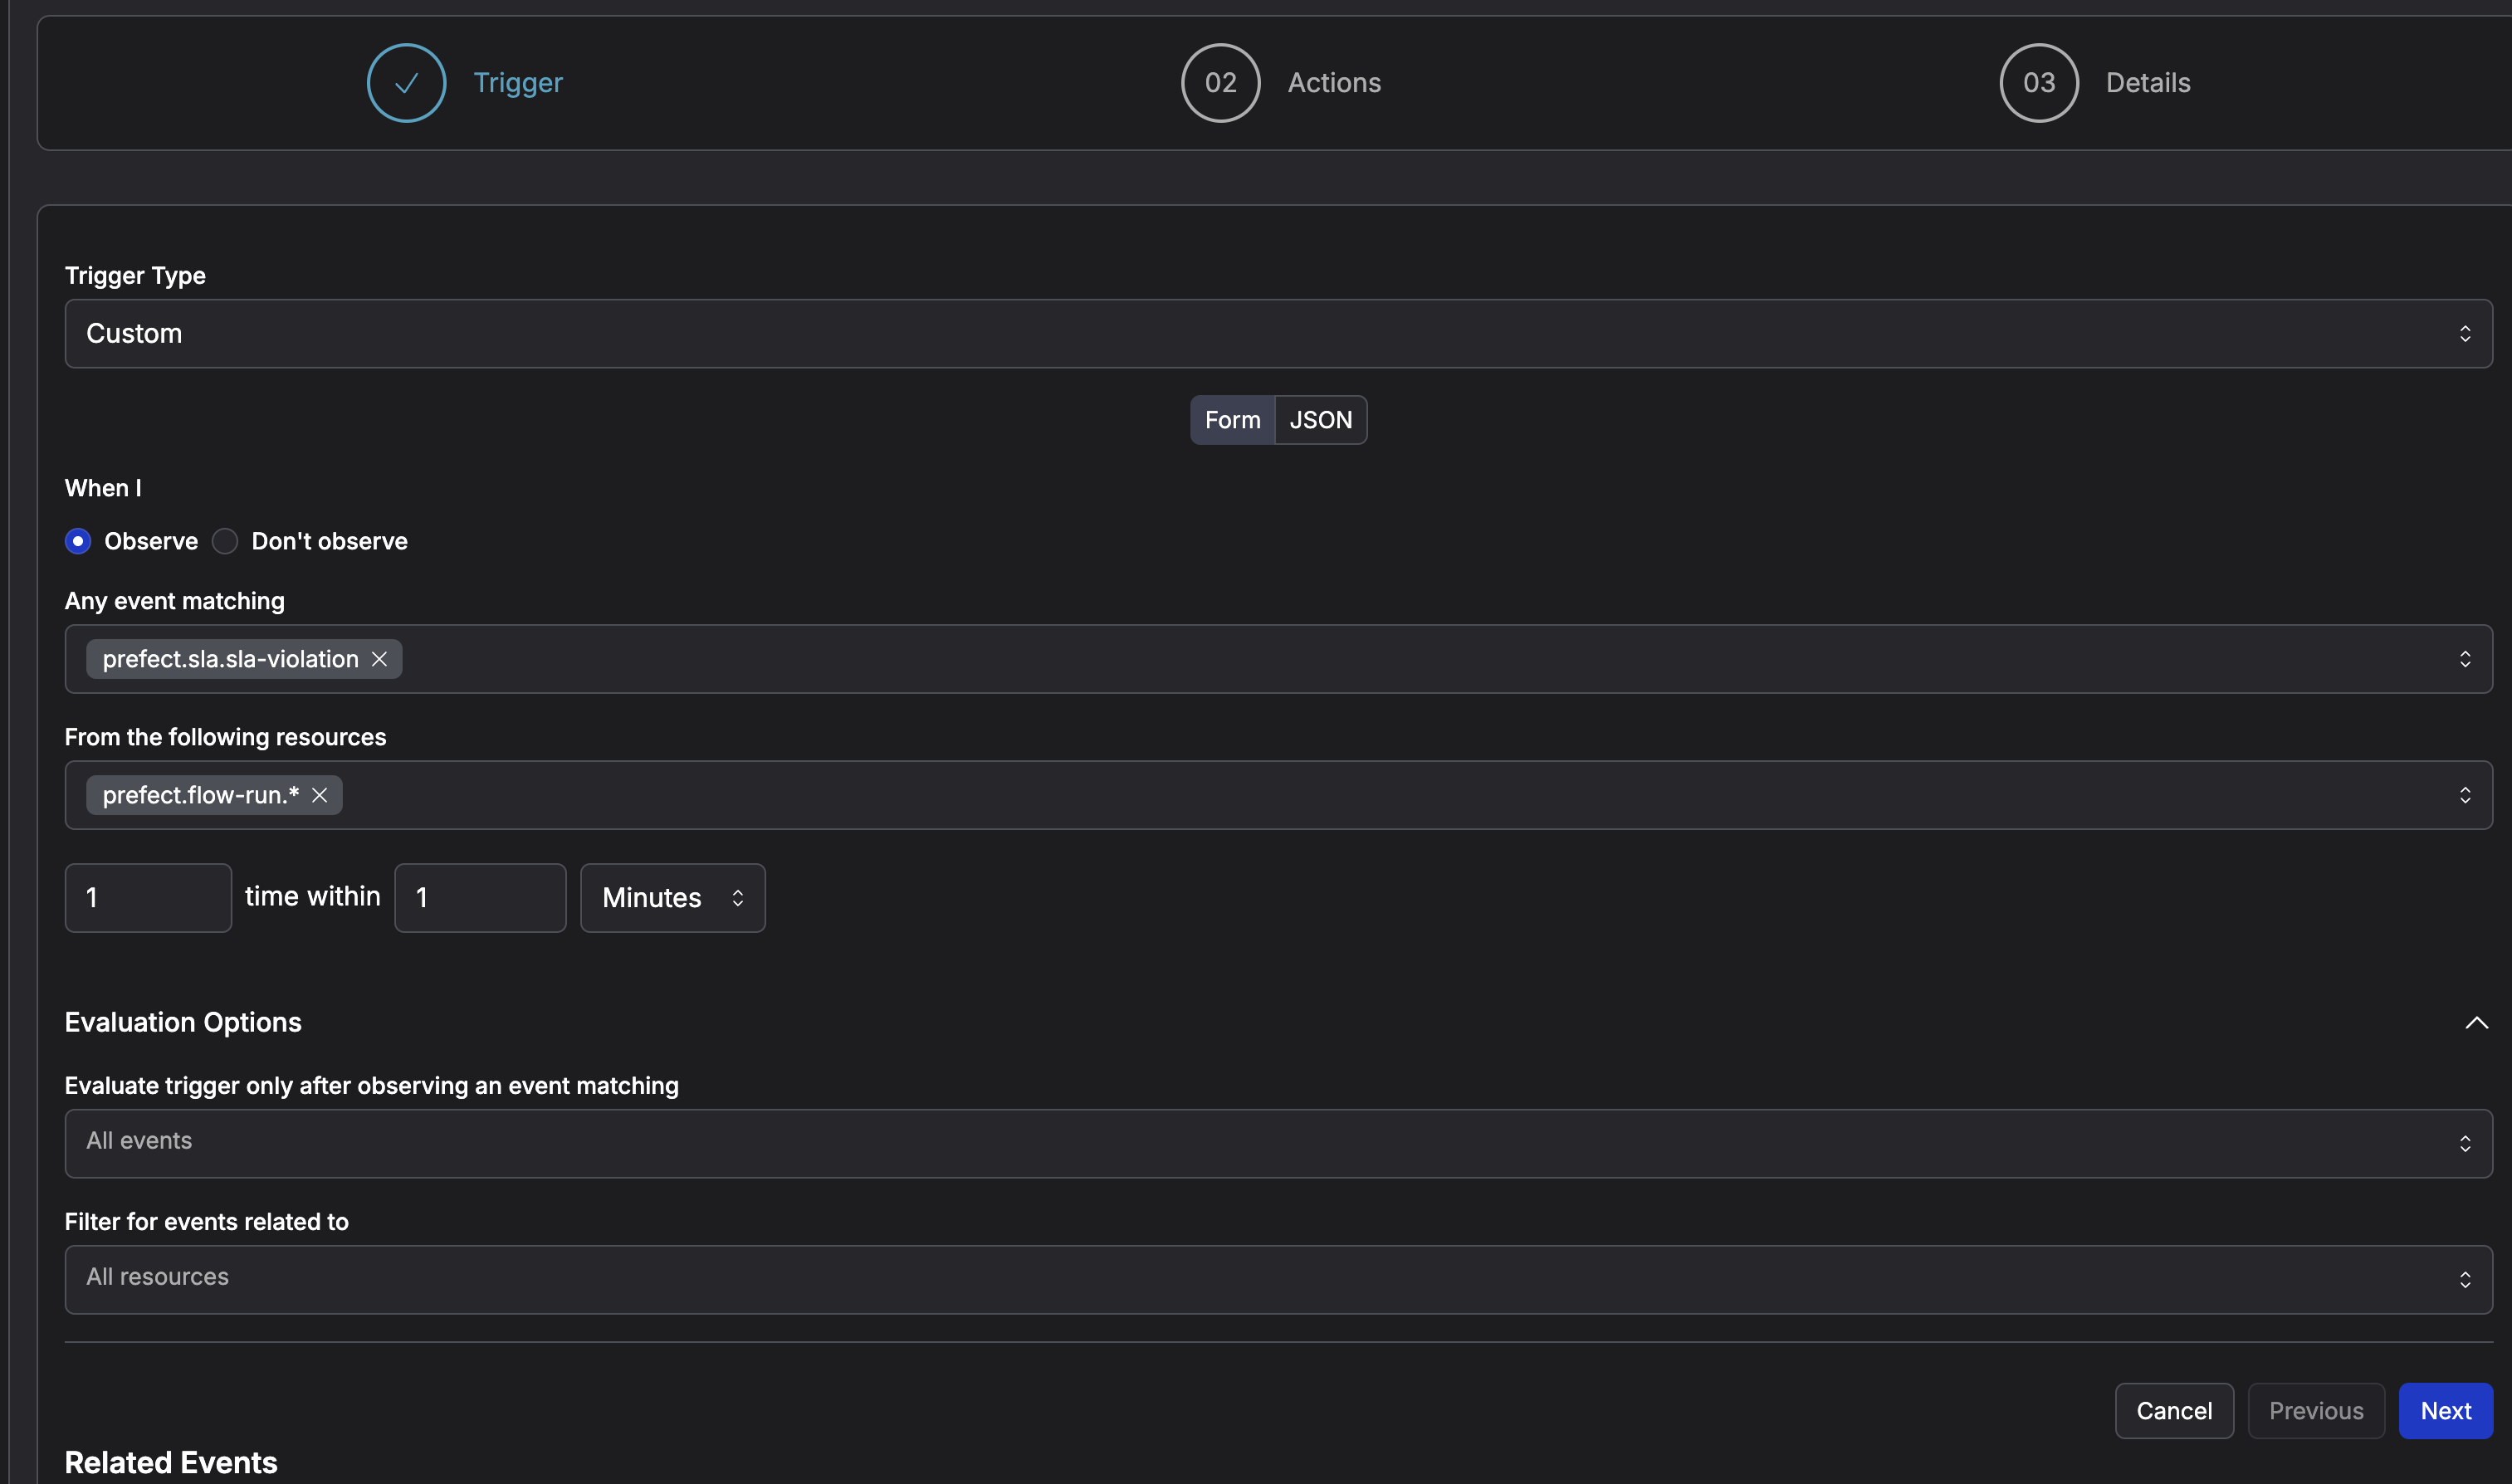 Trigger
02 Actions
03 Details
Trigger Type
Custom
Form JSON
When I
Observe Don't observe
Any event matching
prefect.sla.sla-violation
From the following resources
prefect.flow-run.*
1 time within 1 Minutes
Evaluation Options
Evaluate trigger only after observing an event matching
All events
Filter for events related to
All resources
Cancel Previous Next
Related Events